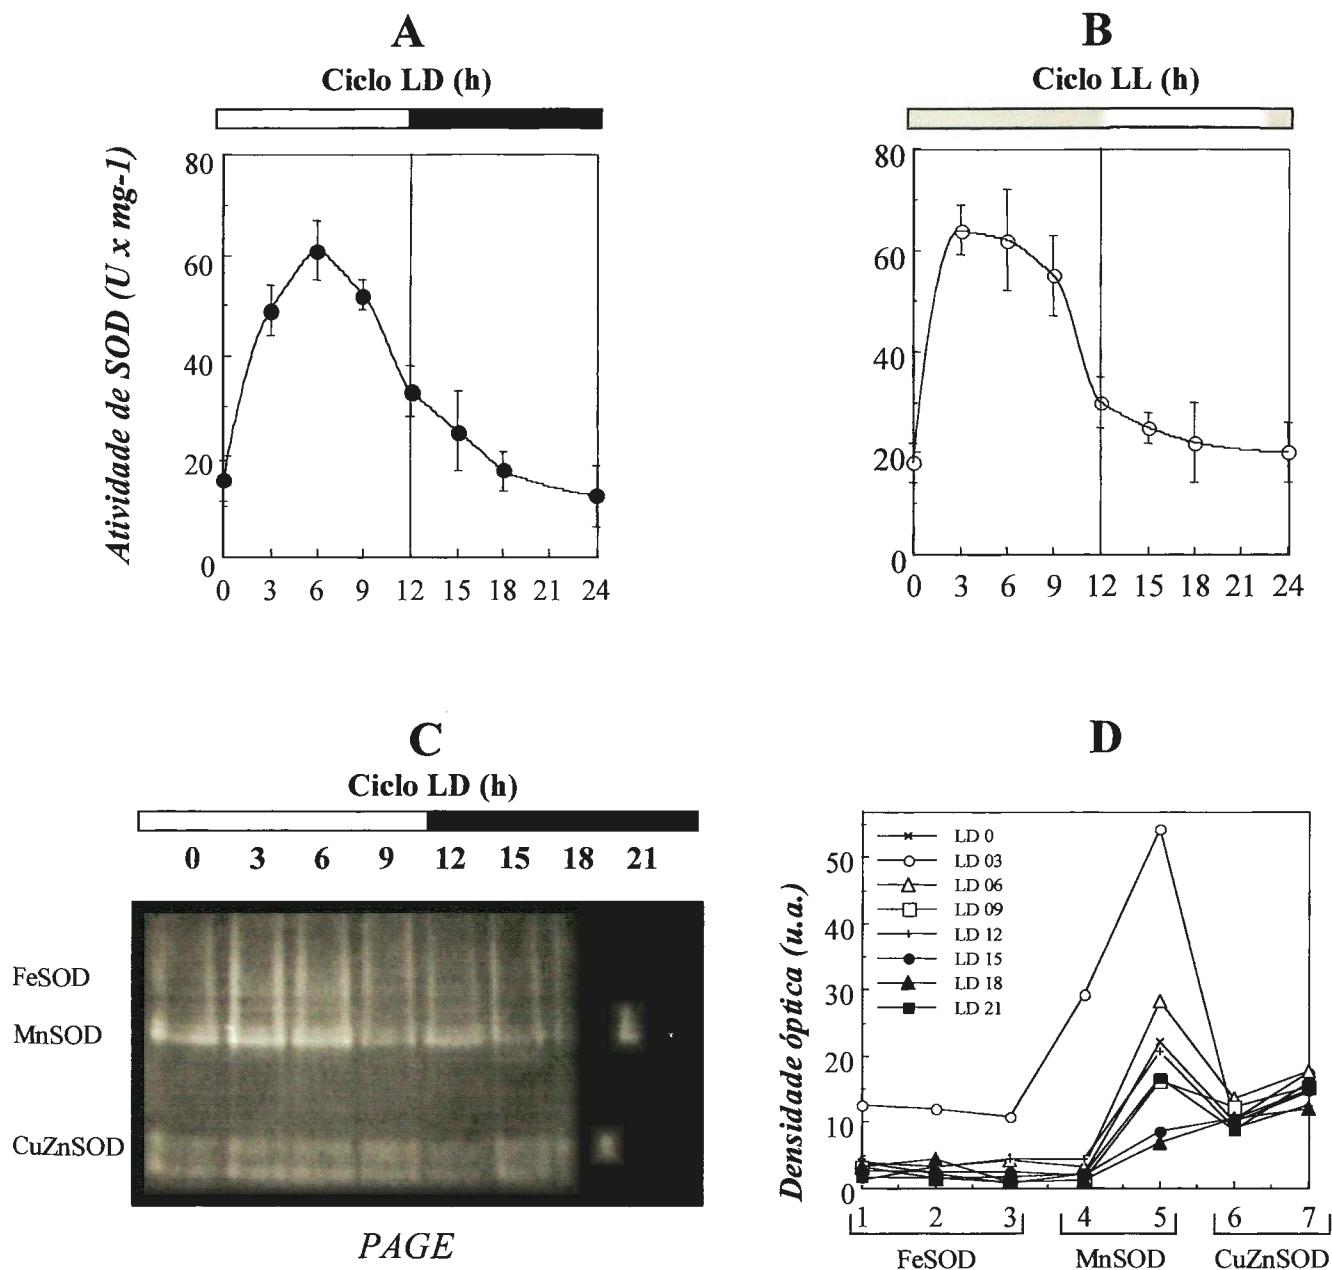 A
Ciclo LD (h)
Atividade de SOD (U x mg-1)
80
60
40
20
0
0 3 6 9 12 15 18 21 24
B
Ciclo LL (h)
80
60
40
20
0
0 3 6 9 12 15 18 21 24
C
Ciclo LD (h)
0 3 6 9 12 15 18 21
FeSOD
MnSOD
CuZnSOD
PAGE
D
Densidade óptica (u.a.)
LD 0
LD 03
LD 06
LD 09
LD 12
LD 15
LD 18
LD 21
50
40
30
20
10
0
1 2 3 4 5 6 7
FeSOD MnSOD CuZnSOD